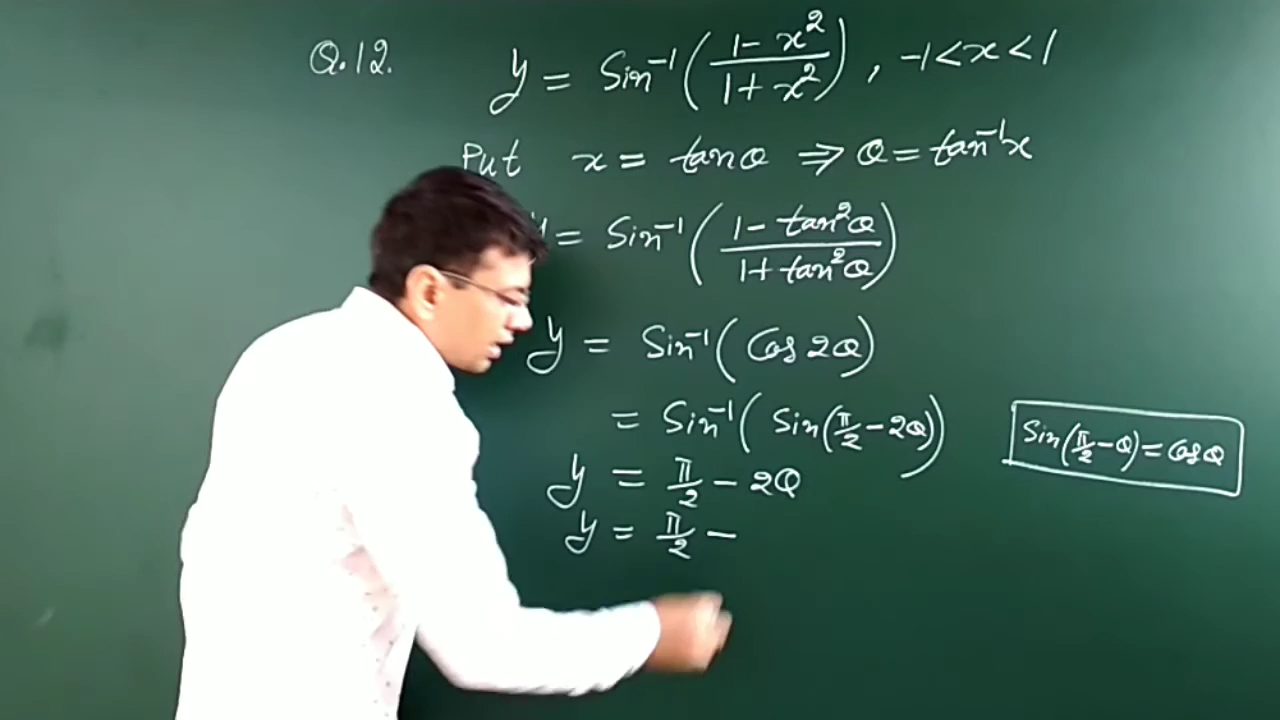 Q.12. y = Sin⁻¹((1 - x²)/(1 + x²)), -1 < x < 1
Put x = tanθ ⇒ θ = tan⁻¹x
y = Sin⁻¹((1 - tan²θ)/(1 + tan²θ))
y = Sin⁻¹(Cos 2θ)
= Sin⁻¹(Sin(π/2 - 2θ))
Sin(π/2 - θ) = Cosθ
y = π/2 - 2θ
y = π/2 -